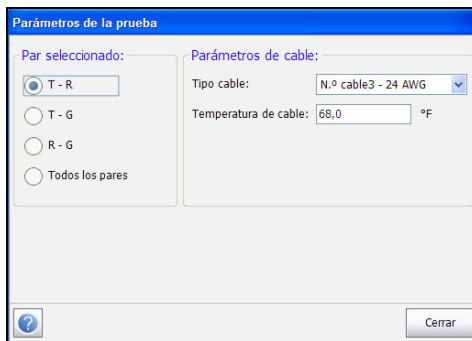 Parámetros de la prueba
Par seleccionado:
T - R
T - G
R - G
Todos los pares
Parámetros de cable:
Tipo cable: N.º cable3 - 24 AWG
Temperatura de cable: 68,0 °F
?
Cerrar